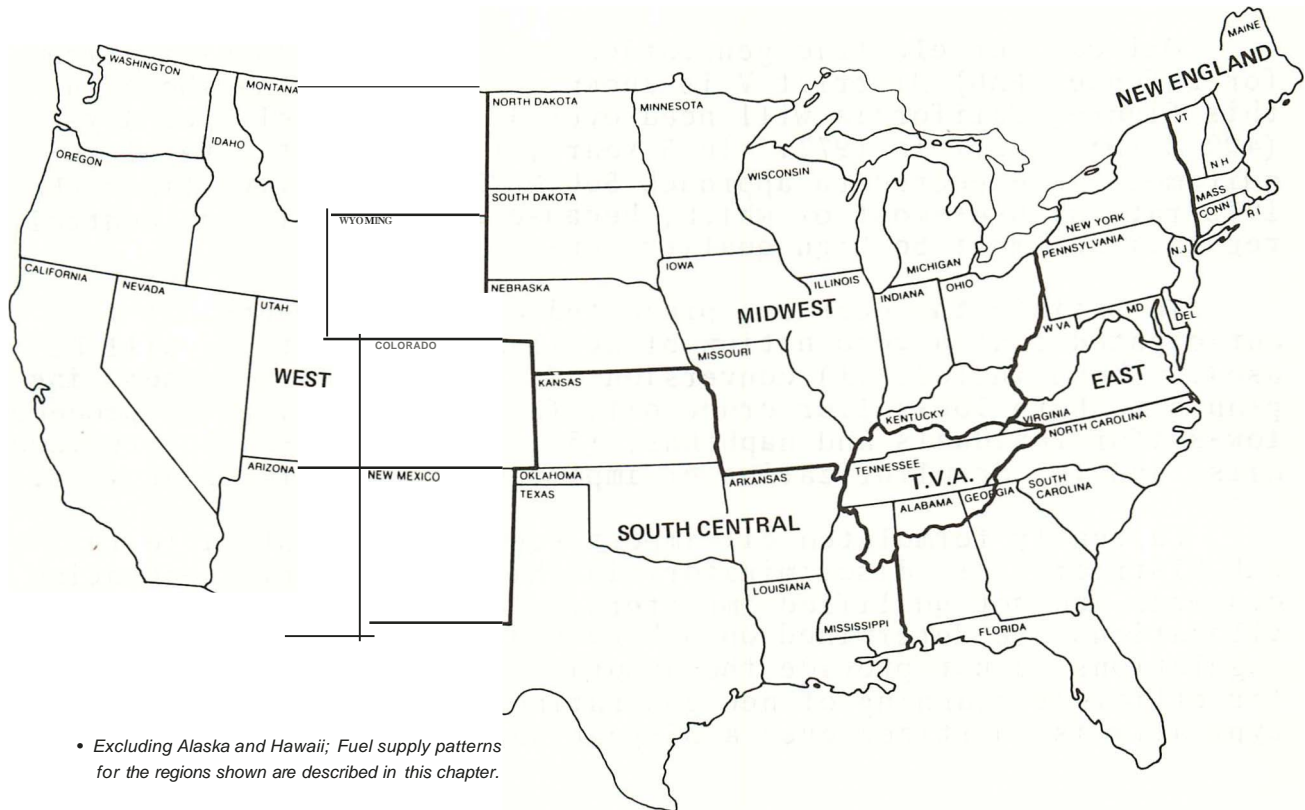 MAINE
NEW ENGLAND
WASHINGTON
MONTANA
NORTH DAKOTA
MINNESOTA
VT
IDAHO
N H
OREGON
WISCONSIN
SOUTH DAKOTA
MASS
CONN
R I
WYOMING
NEW YORK
PENNSYLVANIA
N.J.
CALIFORNIA
NEVADA
UTAH
IOWA
MICHIGAN
NEBRASKA
ILLINOIS
INDIANA
OHIO
MIDWEST
W VA
MD
DEL
COLORADO
MISSOURI
WEST
KANSAS
EAST
KENTUCKY
VIRGINIA
NORTH CAROLINA
ARIZONA
NEW MEXICO
OKLAHOMA
ARKANSAS
TENNESSEE
T.V.A.
TEXAS
ALABAMA
GEORGIA
SOUTH
CAROLINA
SOUTH CENTRAL
LOUISIANA
MISSISSIPPI
FLORIDA
• Excluding Alaska and Hawaii; Fuel supply patterns
for the regions shown are described in this chapter.